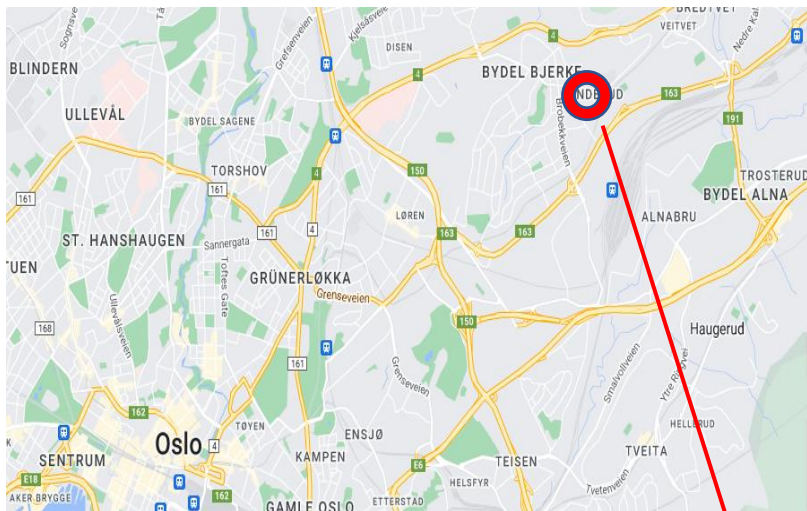 BREDTVET
VEITVET
Sognsv
Kjelsåsveien
Grefsenveien
DISEN
4
Nedre Kal
BLINDERN
BYDEL BJERKE
4
163
ULLEVÅL
BYDEL SAGENE
Brobekkveien
191
TORSHOV
4
150
TROSTERUD
161
161
BYDEL ALNA
LØREN
ALNABRU
161
4
163
163
ST. HANSHAUGEN
Sannergata
TUEN
Toftes Gate
GRÜNERLØKKA
Grenseveien
Ullevålsveien
168
150
Haugerud
161
Grenseveien
Smalvollveien
Ytre Ringvei
162
TØYEN
HELLERUD
Oslo
4
ENSJØ
TVEITA
SENTRUM
KAMPEN
E6
TEISEN
E18
HELSFYR
Tvetenveien
AKER BRYGGE
162
ETTERSTAD
GAMLE OSLO